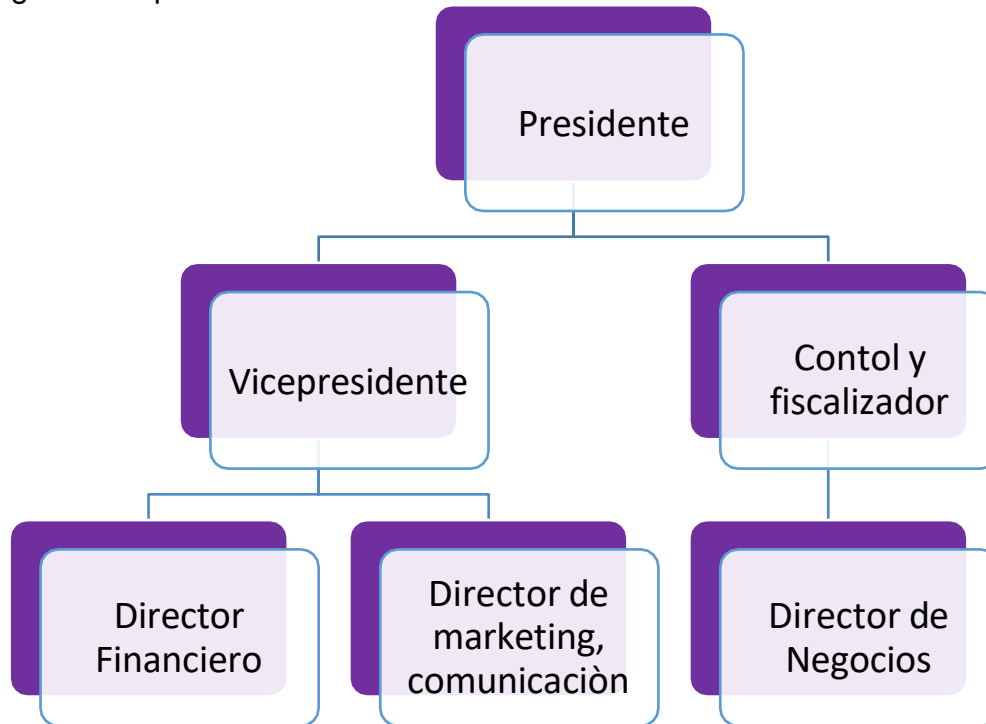 Presidente
Vicepresidente
Contol y
fiscalizador
Director
Financiero
Director de
marketing,
comunicaciòn
Director de
Negocios